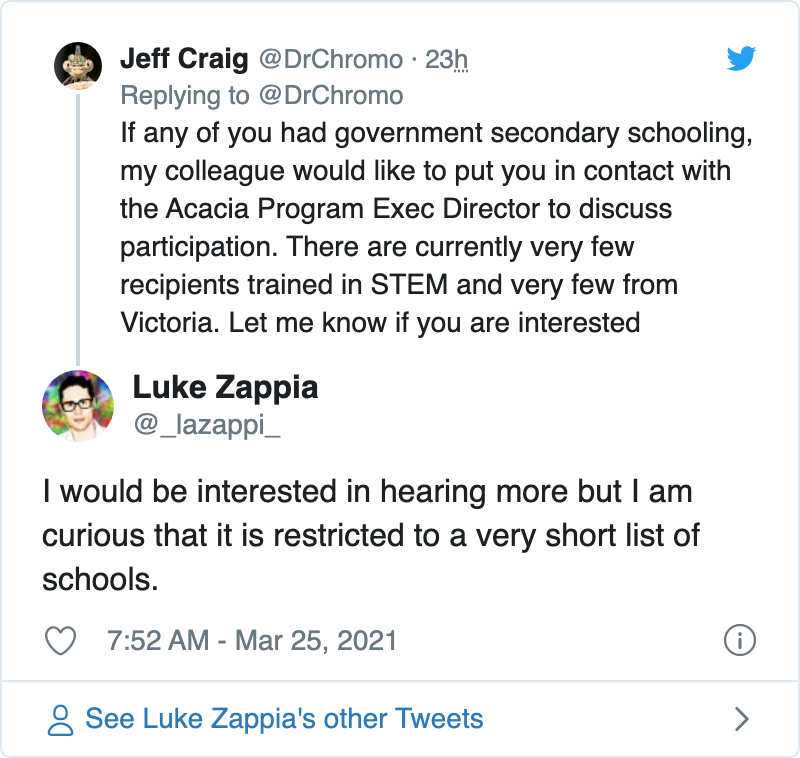 Jeff Craig @DrChromo · 23h
Replying to @DrChromo
If any of you had government secondary schooling,
my colleague would like to put you in contact with
the Acacia Program Exec Director to discuss
participation. There are currently very few
recipients trained in STEM and very few from
Victoria. Let me know if you are interested
Luke Zappia
@_lazappi_
I would be interested in hearing more but I am
curious that it is restricted to a very short list of
schools.
7:52 AM - Mar 25, 2021
See Luke Zappia's other Tweets